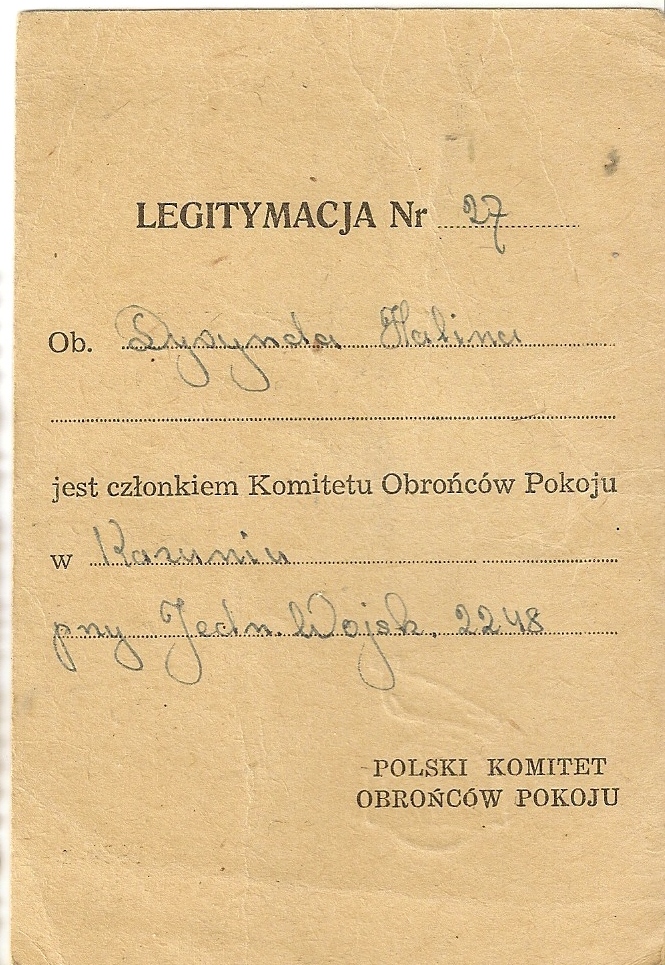 LEGITYMACJA Nr 27
Ob. Dyzynda Halina
jest członkiem Komitetu Obrońców Pokoju
w Kazuniu
przy Jedn. Wojsk. 2248
POLSKI KOMITET
OBROŃCÓW POKOJU